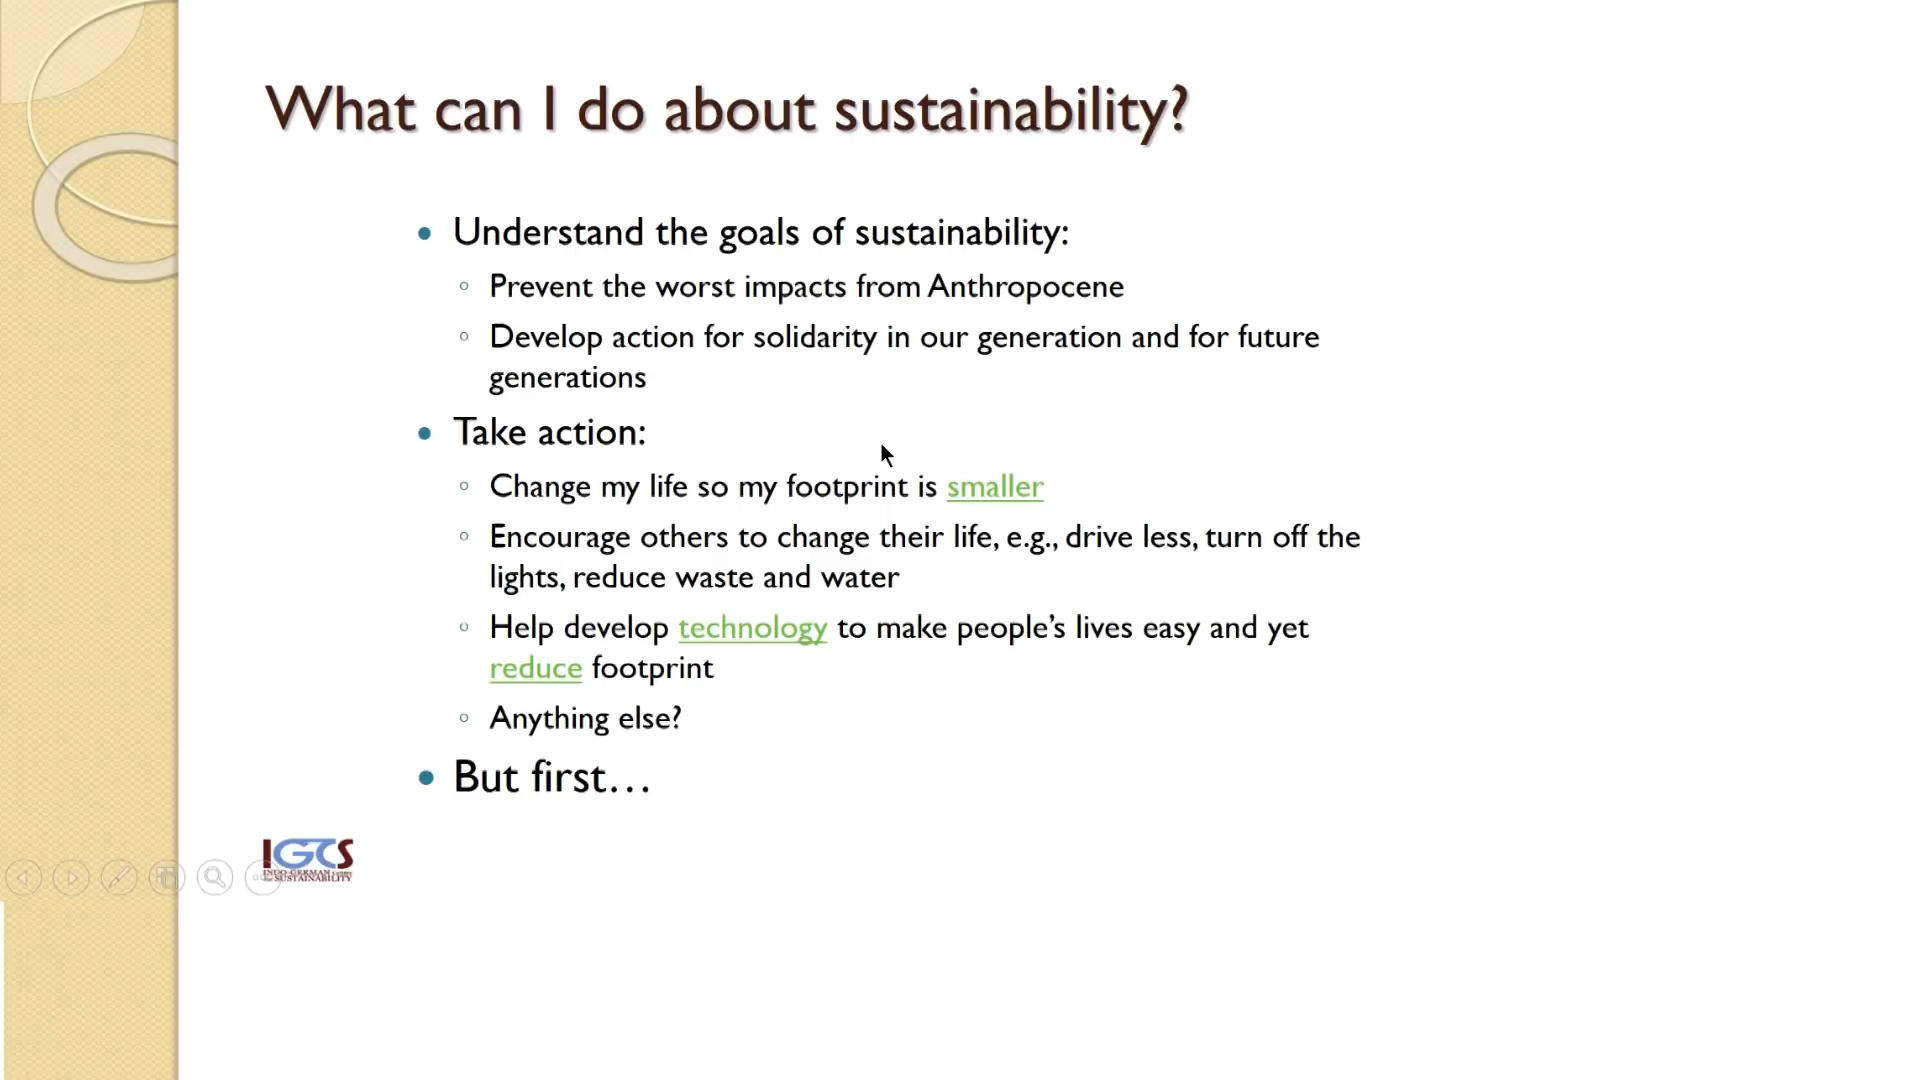 What can I do about sustainability?
• Understand the goals of sustainability:
◦ Prevent the worst impacts from Anthropocene
◦ Develop action for solidarity in our generation and for future
generations
• Take action:
◦ Change my life so my footprint is smaller
◦ Encourage others to change their life, e.g., drive less, turn off the
lights, reduce waste and water
◦ Help develop technology to make people’s lives easy and yet
reduce footprint
◦ Anything else?
• But first…
IGCS
INDO-GERMAN
SUSTAINABILITY